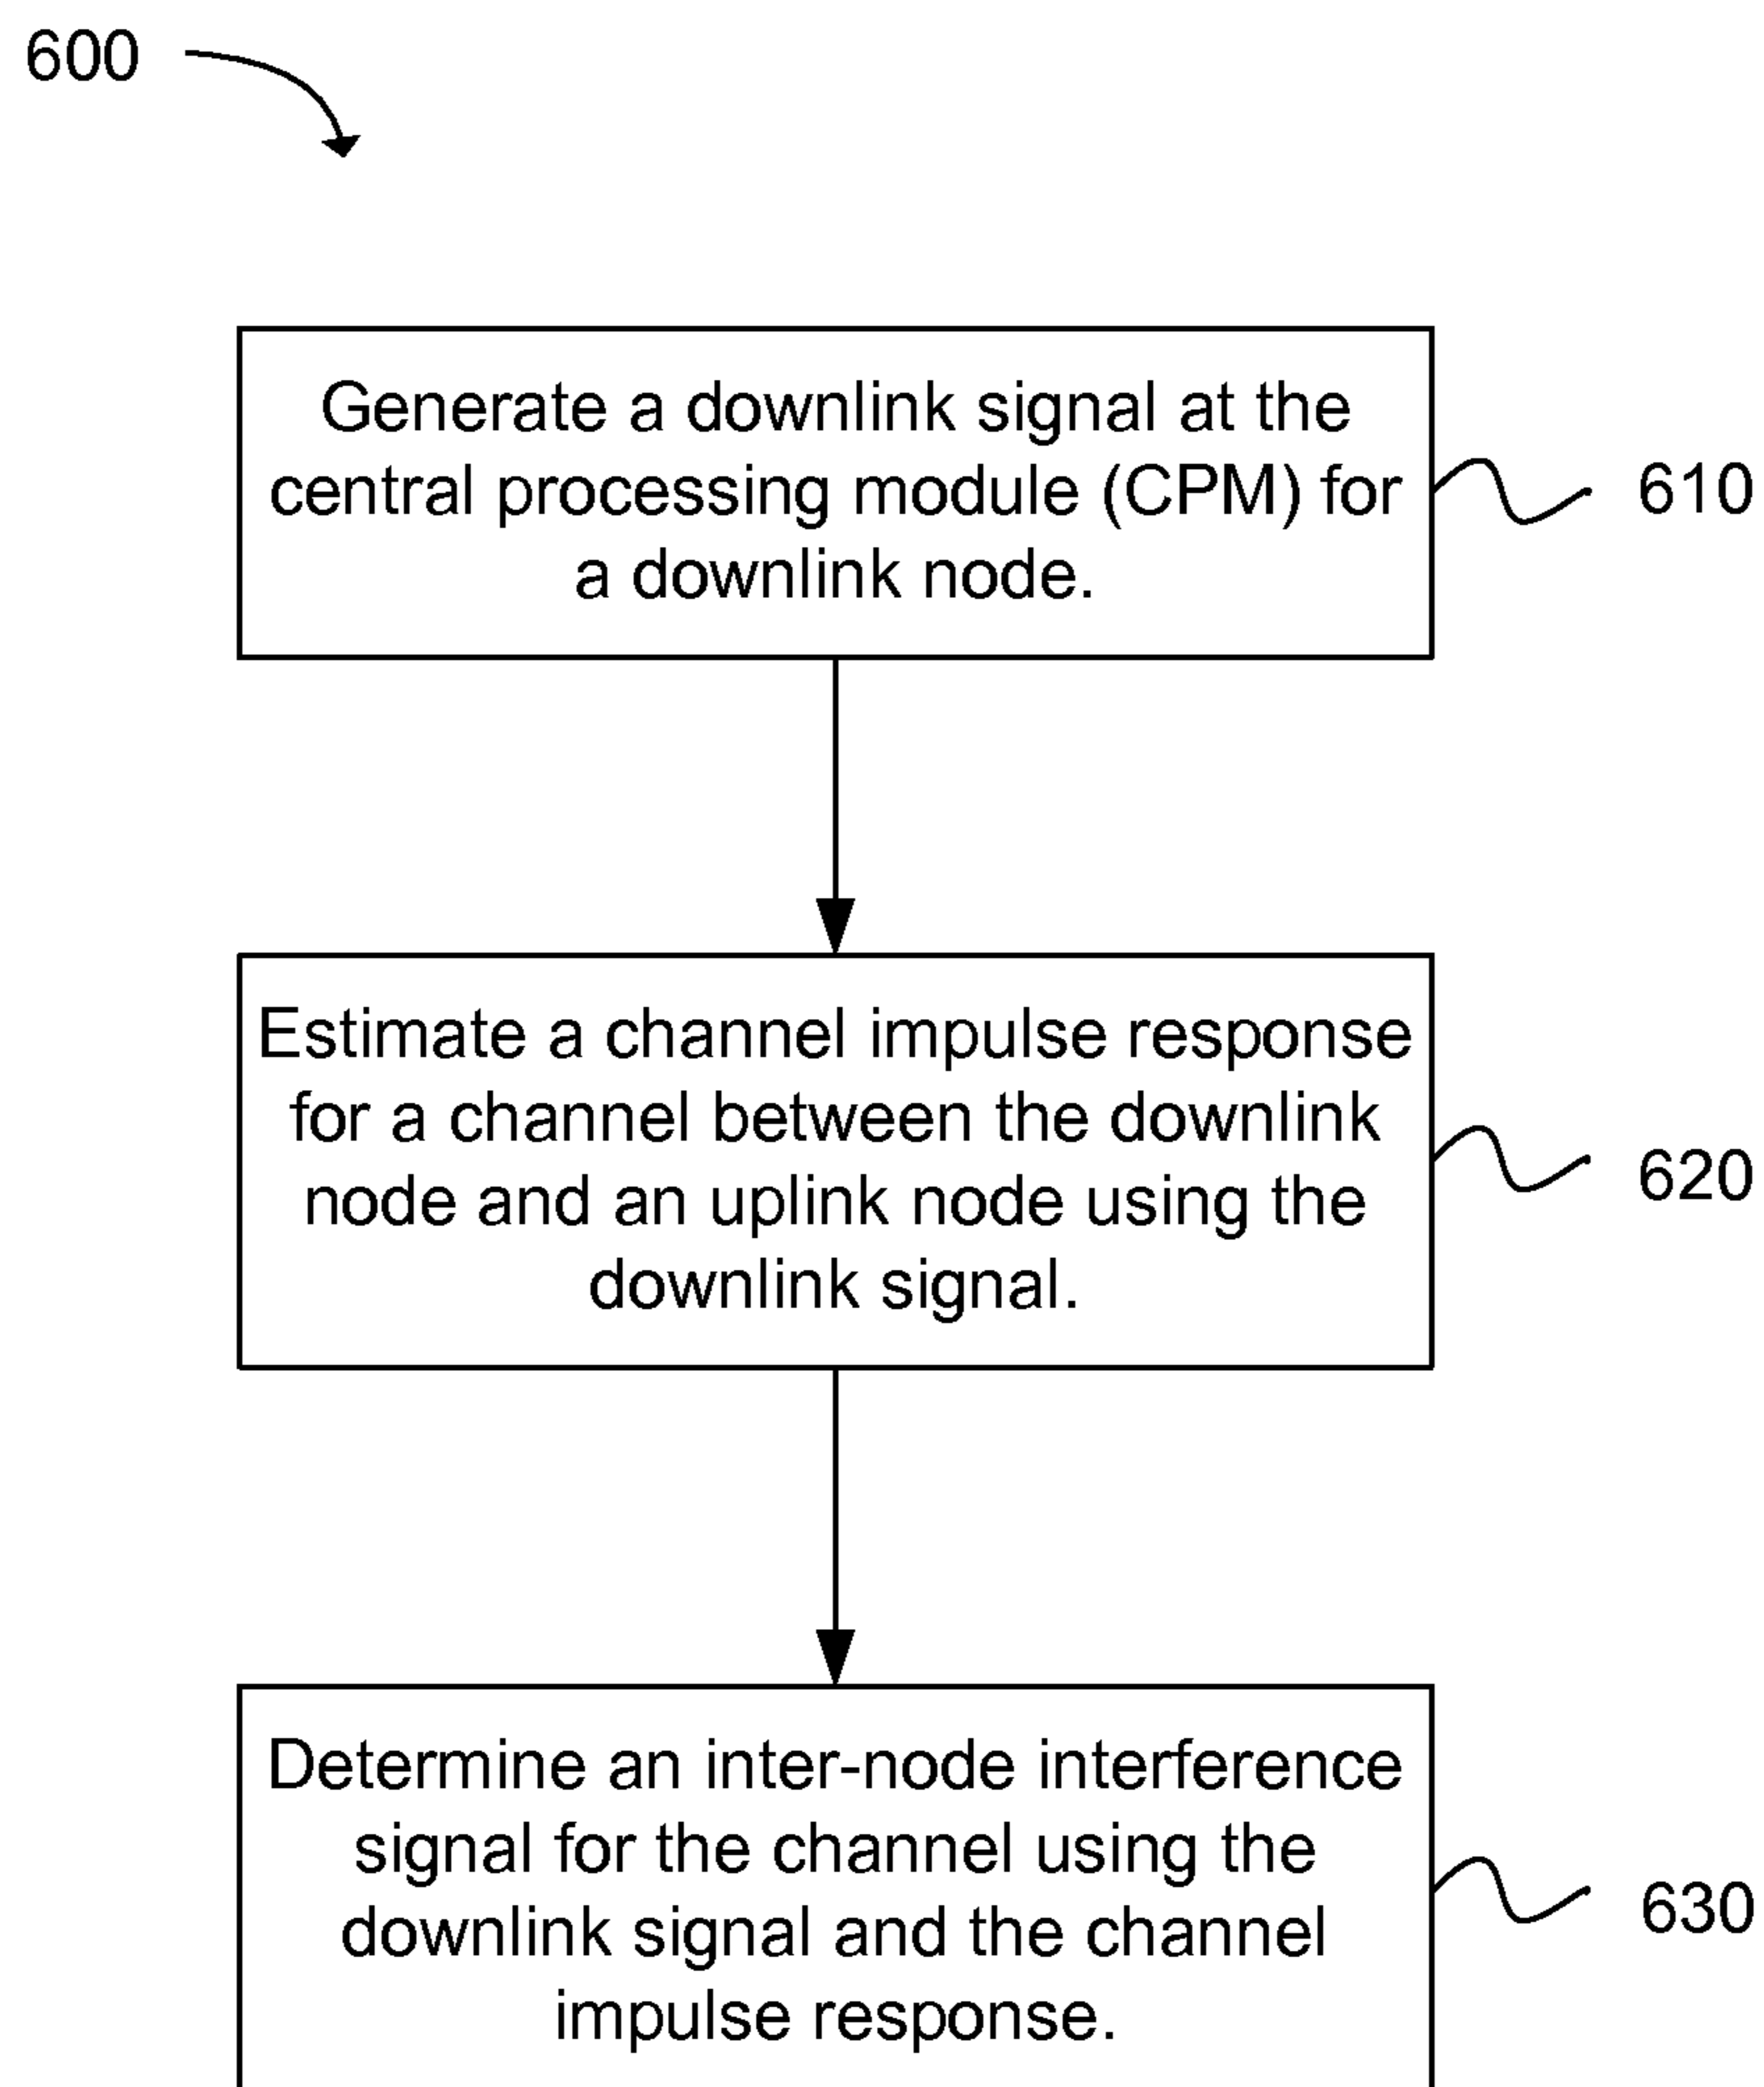 600
Generate a downlink signal at the
central processing module (CPM) for
a downlink node.
610
Estimate a channel impulse response
for a channel between the downlink
node and an uplink node using the
downlink signal.
620
Determine an inter-node interference
signal for the channel using the
downlink signal and the channel
impulse response.
630